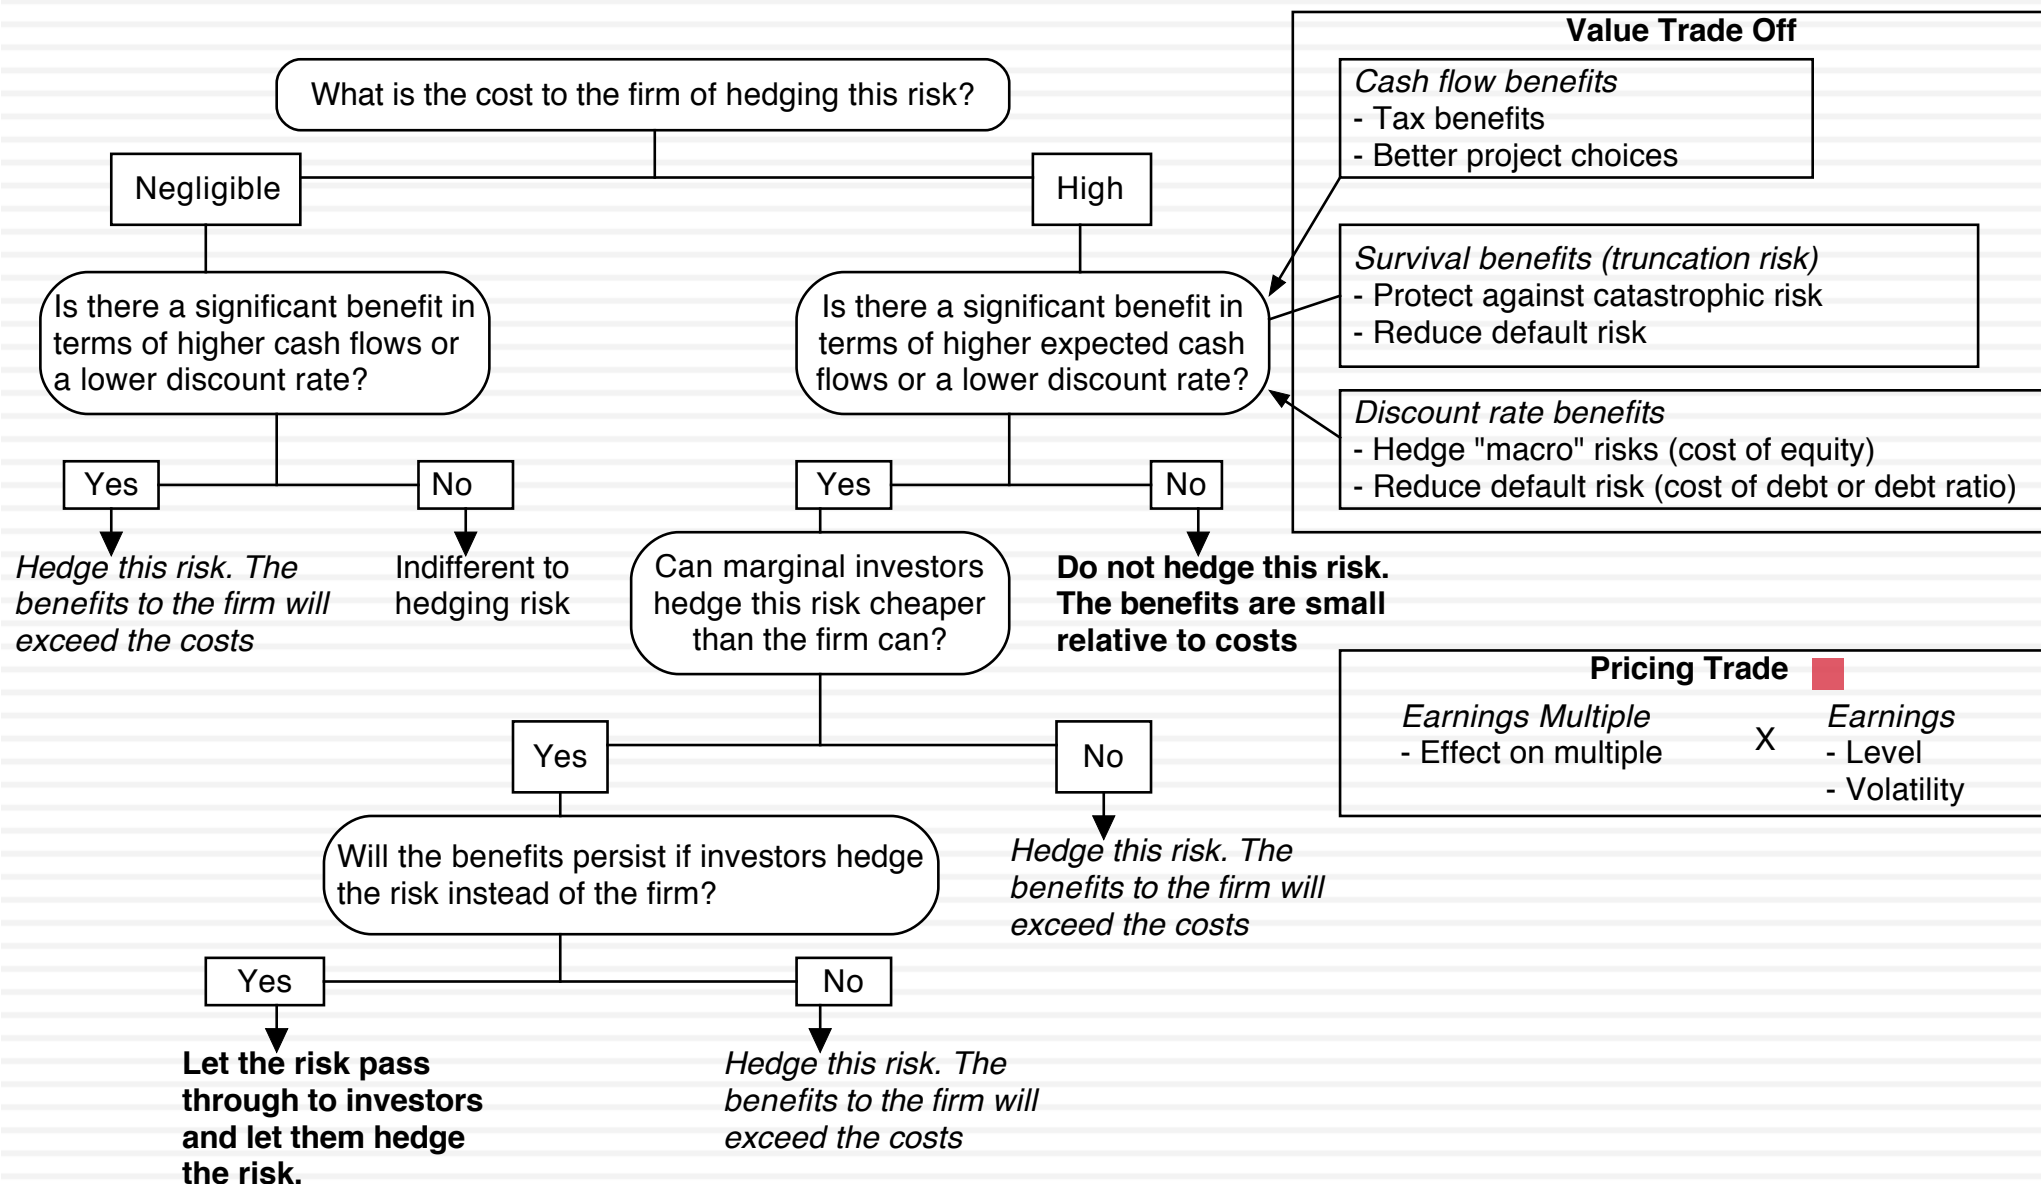 What is the cost to the firm of hedging this risk?
Negligible
High
Is there a significant benefit in
terms of higher cash flows or
a lower discount rate?
Is there a significant benefit in
terms of higher expected cash
flows or a lower discount rate?
Yes
No
Yes
No
Hedge this risk. The
benefits to the firm will
exceed the costs
Indifferent to
hedging risk
Can marginal investors
hedge this risk cheaper
than the firm can?
Do not hedge this risk.
The benefits are small
relative to costs
Yes
No
Will the benefits persist if investors hedge
the risk instead of the firm?
Hedge this risk. The
benefits to the firm will
exceed the costs
Yes
No
Let the risk pass
through to investors
and let them hedge
the risk.
Hedge this risk. The
benefits to the firm will
exceed the costs
Value Trade Off
Cash flow benefits
- Tax benefits
- Better project choices
Survival benefits (truncation risk)
- Protect against catastrophic risk
- Reduce default risk
Discount rate benefits
- Hedge "macro" risks (cost of equity)
- Reduce default risk (cost of debt or debt ratio)
Pricing Trade
Earnings Multiple
- Effect on multiple
X
Earnings
- Level
- Volatility